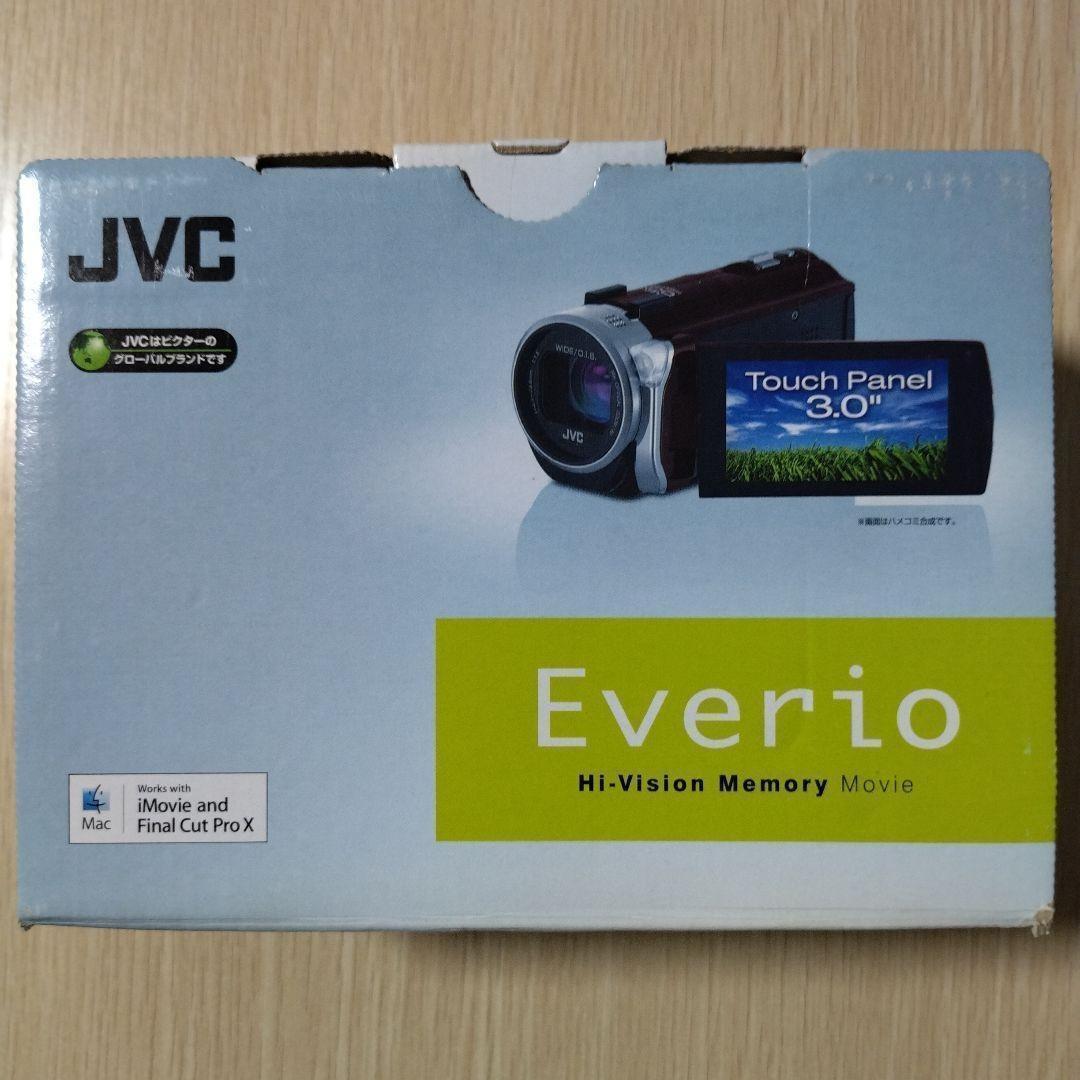 JVC
JVCはビクターの
グローバルブランドです
WIDE/O.I.S.
JVC
Touch Panel
3.0"
※画面はハメコミ合成です。
Everio
Hi-Vision Memory Movie
Mac
Works with
iMovie and
Final Cut Pro X